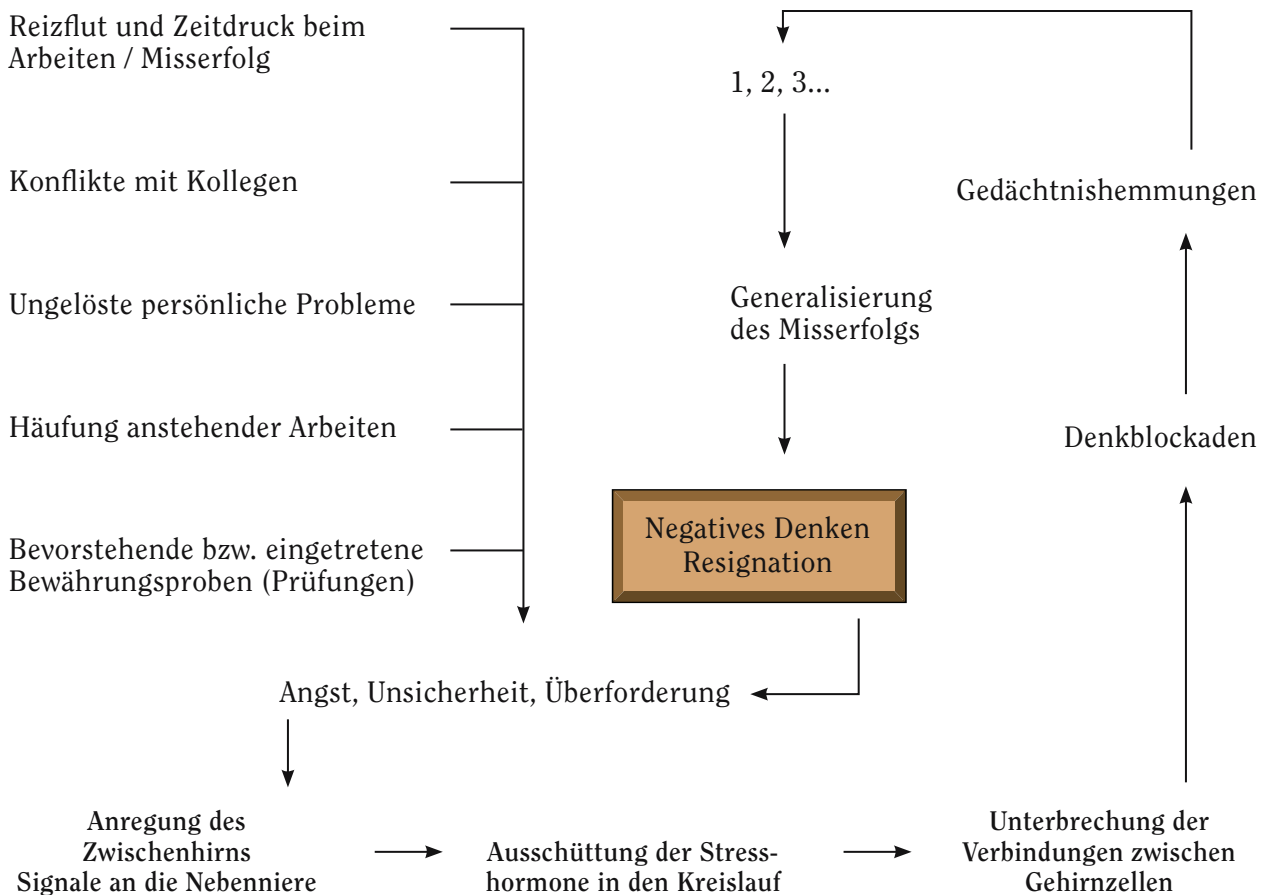 Reizflut und Zeitdruck beim
Arbeiten / Misserfolg
Konflikte mit Kollegen
Ungelöste persönliche Probleme
Häufung anstehender Arbeiten
Bevorstehende bzw. eingetretene
Bewährungsproben (Prüfungen)
1, 2, 3...
Generalisierung
des Misserfolgs
Negatives Denken
Resignation
Gedächtnishemmungen
Denkblockaden
Angst, Unsicherheit, Überforderung
Anregung des
Zwischenhirns
Signale an die Nebenniere
Ausschüttung der Stress-
hormone in den Kreislauf
Unterbrechung der
Verbindungen zwischen
Gehirnzellen